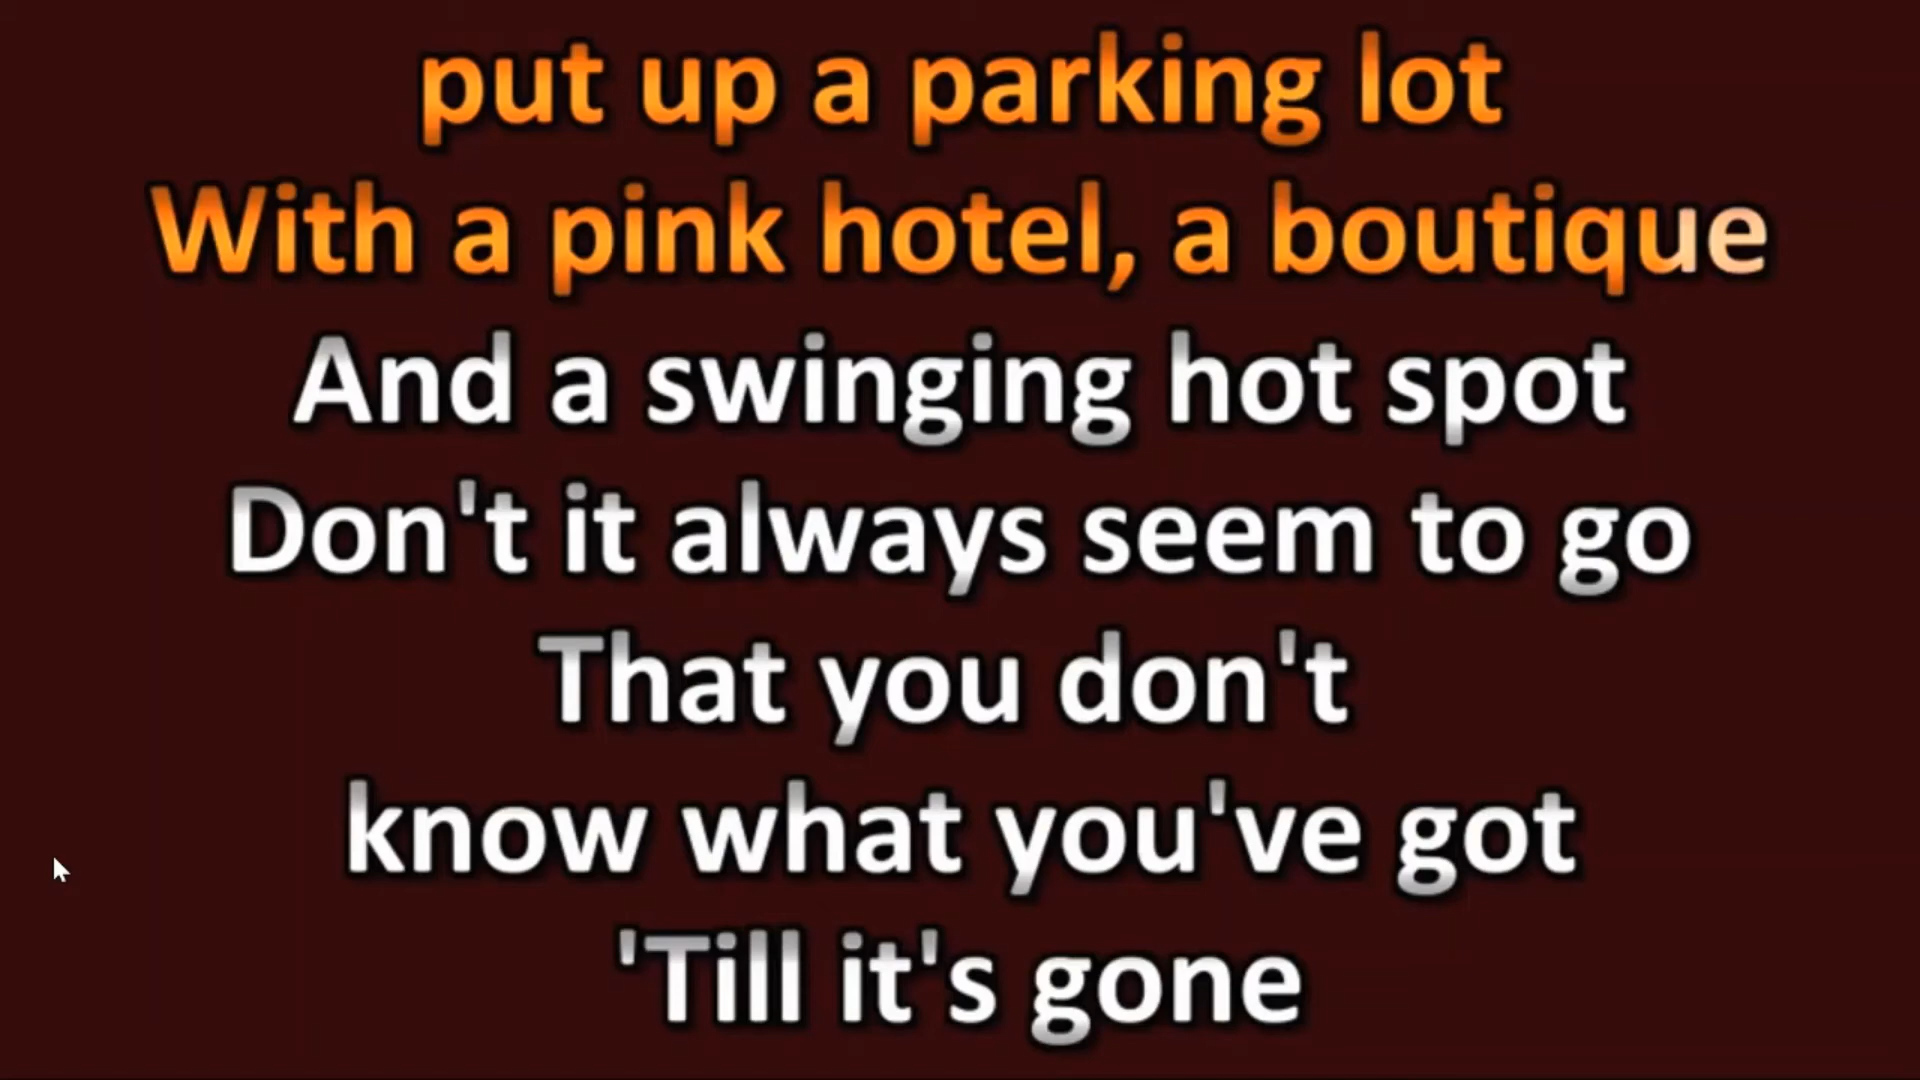 put up a parking lot
With a pink hotel, a boutique
And a swinging hot spot
Don't it always seem to go
That you don't
know what you've got
'Till it's gone